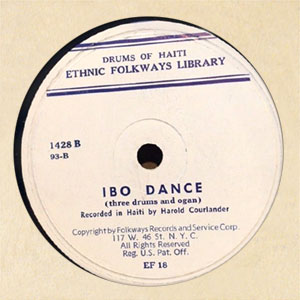 DRUMS OF HAITI
ETHNIC FOLKWAYS LIBRARY
1428 B
93-B
IBO DANCE
(three drums and ogan)
Recorded in Haiti by Harold Courlander
Copyright by Folkways Records and Service Corp.
117 W. 46 St. N. Y. C.
All Rights Reserved
Reg. U.S. Pat. Off.
EF 18